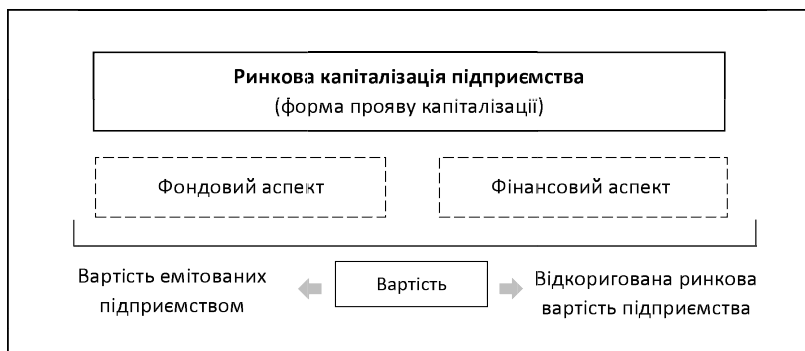 Ринкова капіталізація підприємства
(форма прояву капіталізації)
Фондовий аспект
Фінансовий аспект
Вартість емітованих
підприємством
Вартість
Відкоригована ринкова
вартість підприємства